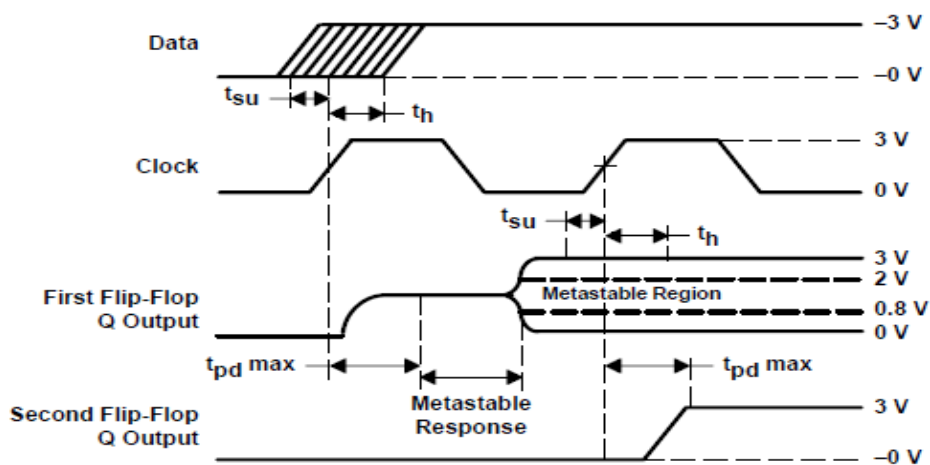 Data
–3 V
–0 V
tsu
th
Clock
3 V
0 V
tsu
th
First Flip-Flop
Q Output
3 V
2 V
Metastable Region
0.8 V
0 V
tpd max
Metastable
Response
tpd max
Second Flip-Flop
Q Output
3 V
–0 V